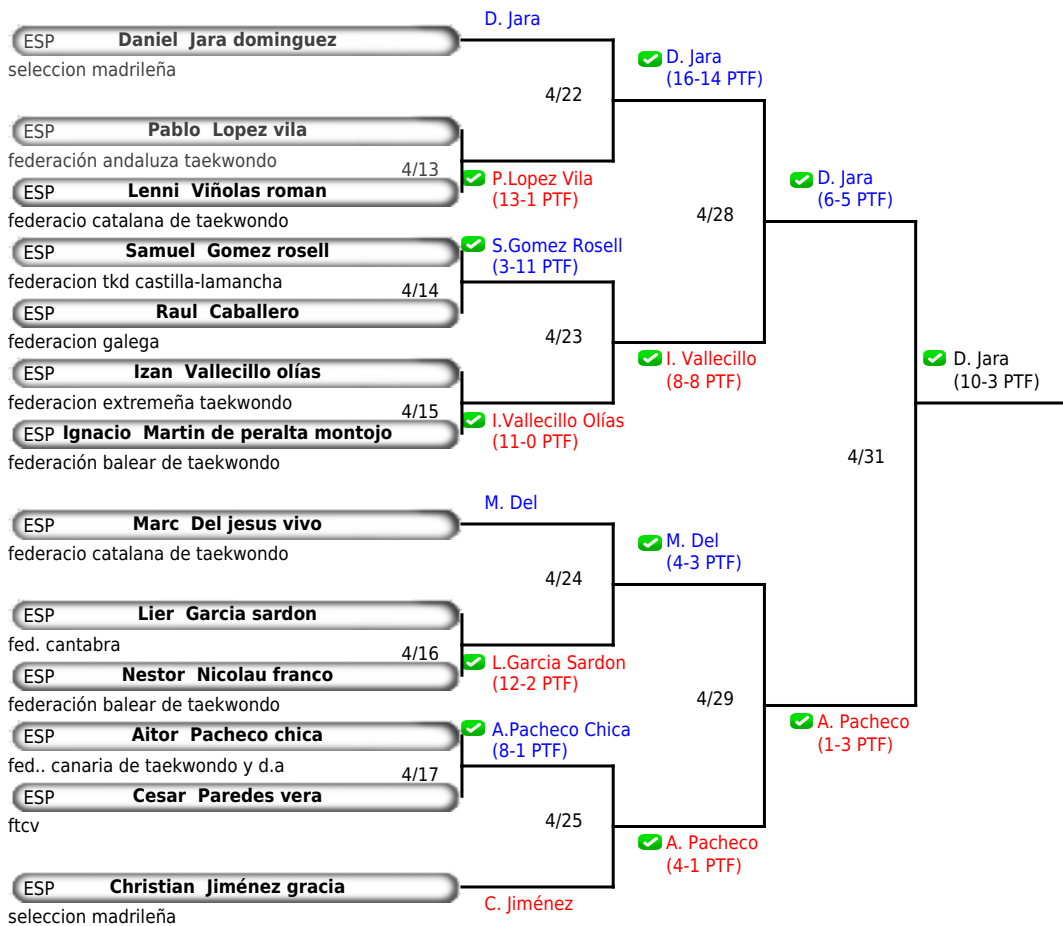 D. Jara
ESP Daniel Jara dominguez
seleccion madrileña
D. Jara
(16-14 PTF)
4/22
ESP Pablo Lopez vila
federación andaluza taekwondo
4/13
P.Lopez Vila
(13-1 PTF)
ESP Lenni Viñolas roman
federacio catalana de taekwondo
D. Jara
(6-5 PTF)
4/28
ESP Samuel Gomez rosell
S.Gomez Rosell
(3-11 PTF)
federacion tkd castilla-lamancha
4/14
ESP Raul Caballero
federacion galega
4/23
I. Vallecillo
(8-8 PTF)
D. Jara
(10-3 PTF)
ESP Izan Vallecillo olías
federacion extremeña taekwondo
4/15
I.Vallecillo Olías
(11-0 PTF)
ESP Ignacio Martin de peralta montojo
federación balear de taekwondo
4/31
M. Del
ESP Marc Del jesus vivo
federacio catalana de taekwondo
M. Del
(4-3 PTF)
4/24
ESP Lier Garcia sardon
fed. cantabra
4/16
L.Garcia Sardon
(12-2 PTF)
ESP Nestor Nicolau franco
federación balear de taekwondo
4/29
A. Pacheco
(1-3 PTF)
ESP Aitor Pacheco chica
A.Pacheco Chica
(8-1 PTF)
fed.. canaria de taekwondo y d.a
4/17
ESP Cesar Paredes vera
ftcv
4/25
A. Pacheco
(4-1 PTF)
ESP Christian Jiménez gracia
C. Jiménez
seleccion madrileña